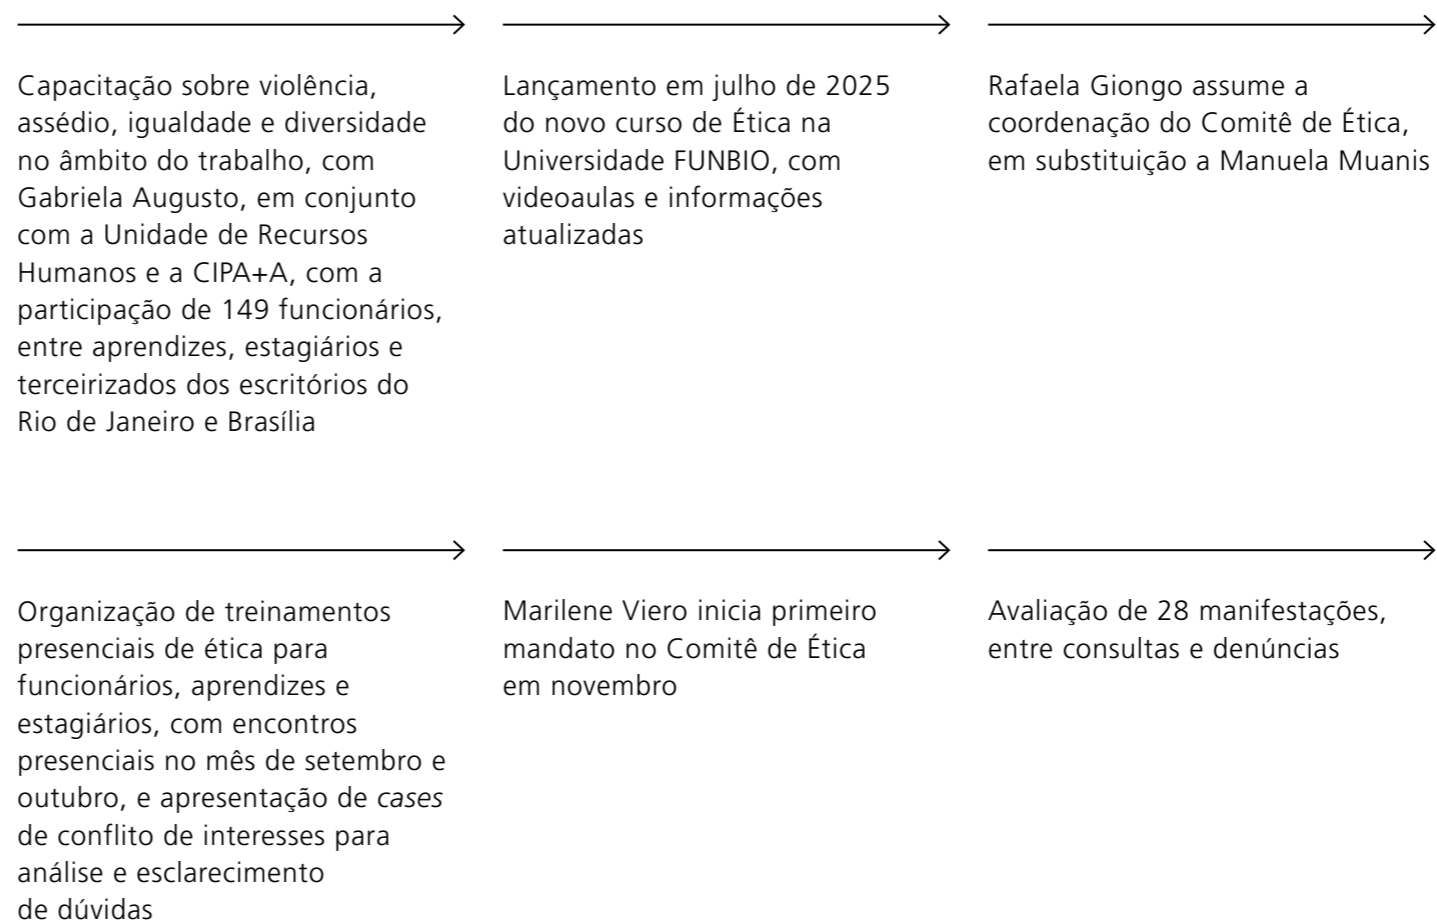 Capacitação sobre violência,
assédio, igualdade e diversidade
no âmbito do trabalho, com
Gabriela Augusto, em conjunto
com a Unidade de Recursos
Humanos e a CIPA+A, com a
participação de 149 funcionários,
entre aprendizes, estagiários e
terceirizados dos escritórios do
Rio de Janeiro e Brasília
Lançamento em julho de 2025
do novo curso de Ética na
Universidade FUNBIO, com
videoaulas e informações
atualizadas
Rafaela Giongo assume a
coordenação do Comitê de Ética,
em substituição a Manuela Muanis
Organização de treinamentos
presenciais de ética para
funcionários, aprendizes e
estagiários, com encontros
presenciais no mês de setembro e
outubro, e apresentação de cases
de conflito de interesses para
análise e esclarecimento
de dúvidas
Marilene Viero inicia primeiro
mandato no Comitê de Ética
em novembro
Avaliação de 28 manifestações,
entre consultas e denúncias